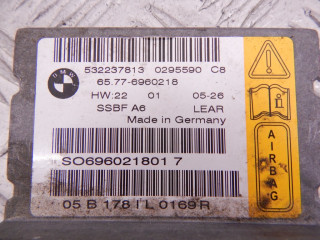 BMW
532237813 0295590 C8
65.77-6960218
HW:22 01 05-26
SSBF A6 LEAR
Made in Germany
SO696021801 7
05 B 178 I L 0169 R
AIRBAG